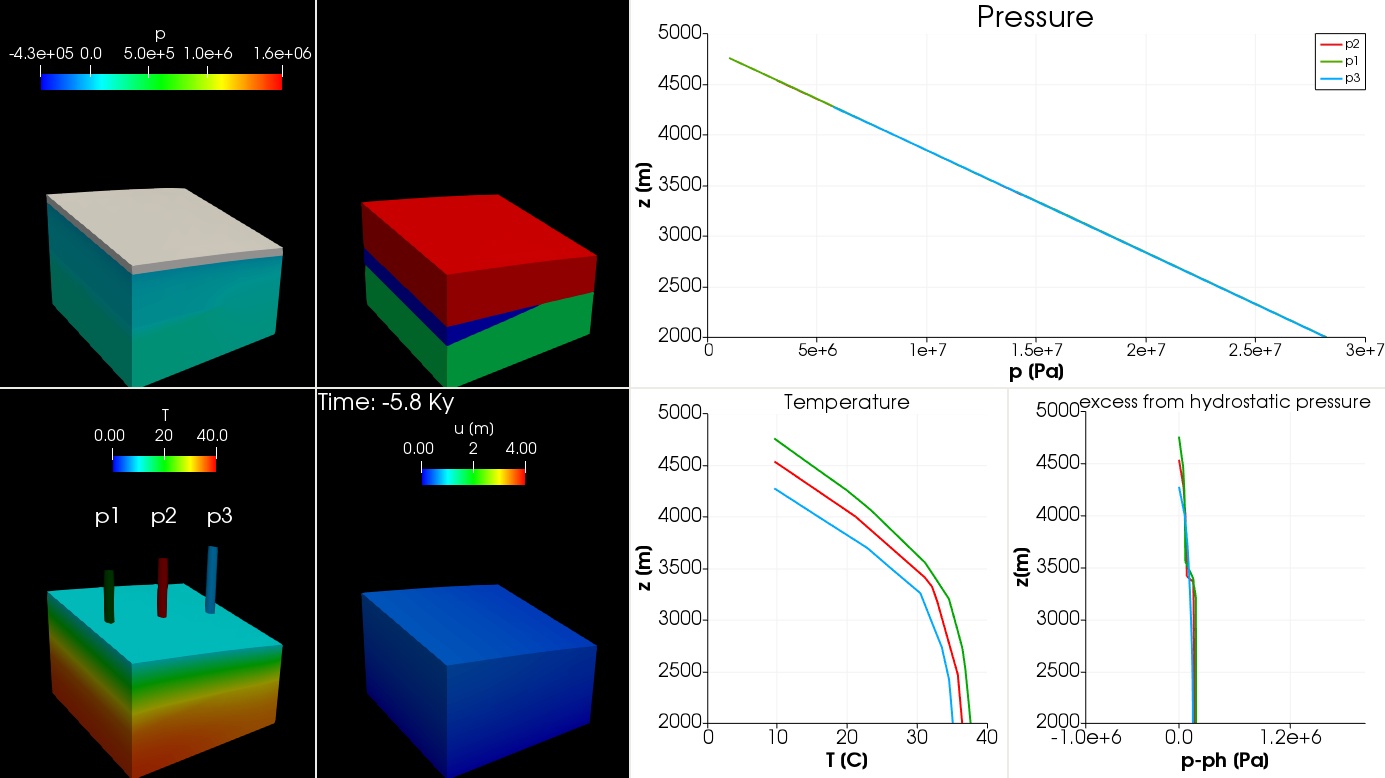 p
-4.3e+05 0.0 5.0e+5 1.0e+6 1.6e+06
Pressure
5000
4500
4000
3500
3000
2500
2000
z (m)
0 5e+6 1e+7 1.5e+7 2e+7 2.5e+7 3e+7
p (Pa)
p2
p1
p3
T
0.00 20 40.0
p1 p2 p3
Time: -5.8 Ky
u (m)
0.00 2 4.00
Temperature
5000
4500
4000
3500
3000
2500
2000
z (m)
0 10 20 30 40
T (C)
excess from hydrostatic pressure
5000
4500
4000
3500
3000
2500
2000
z(m)
-1.0e+6 0.0 1.2e+6
p-ph (Pa)